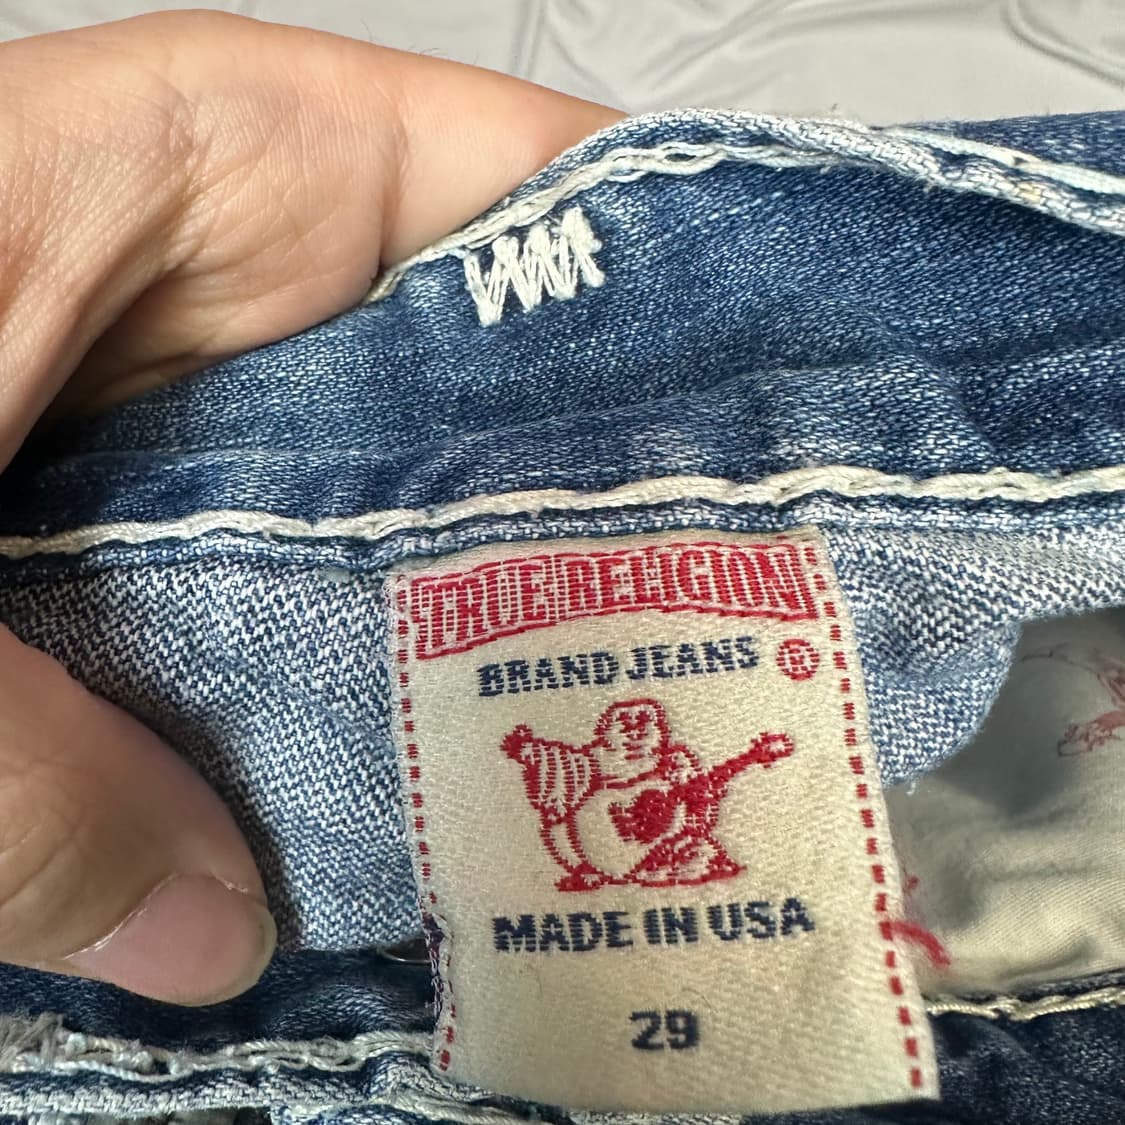 TRUE RELIGION
BRAND JEANS ®
MADE IN USA
29